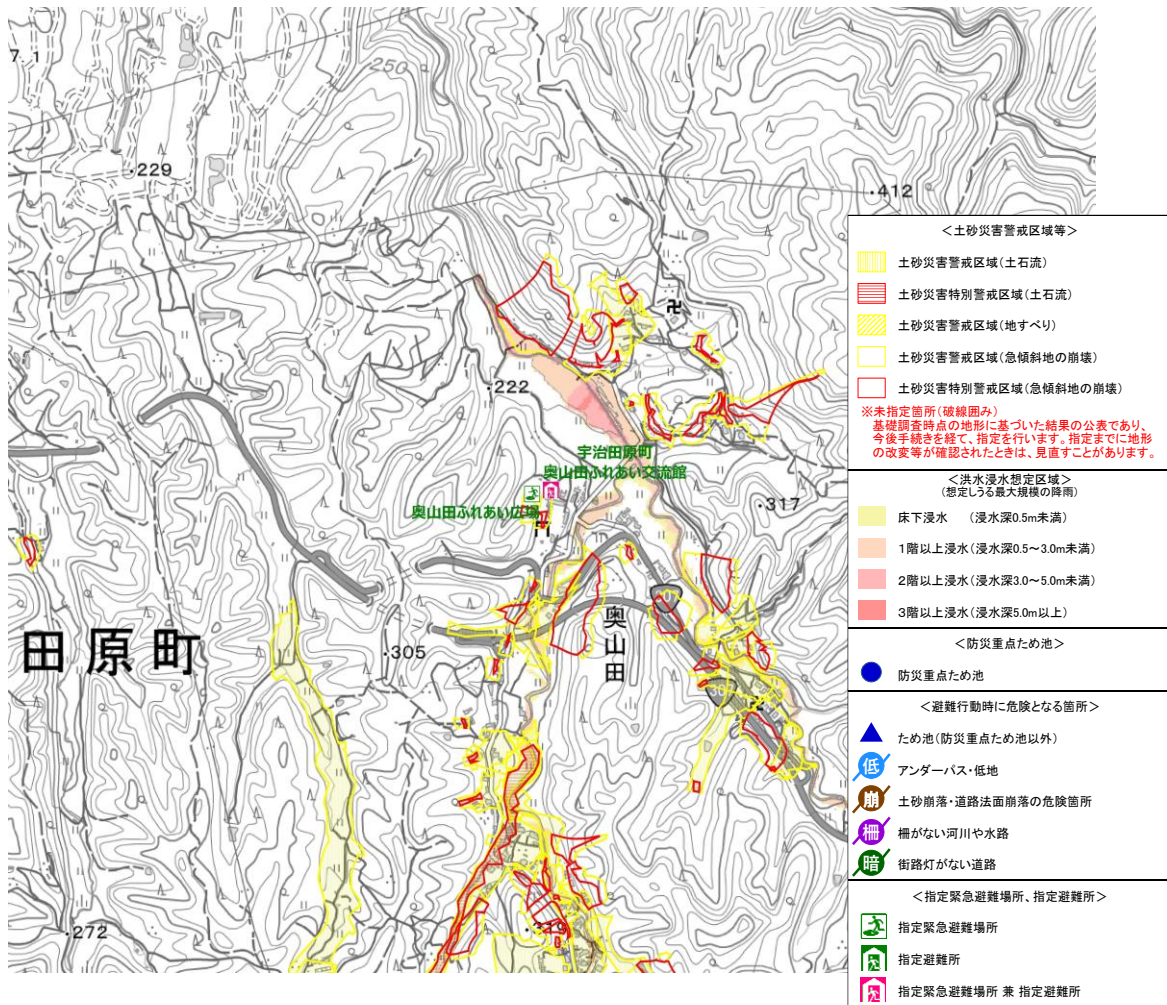 7 1
250
229
412
222
宇治田原町
奥山田ふれあい交流館
奥山田ふれあい広場
317
奥山田
田原町
305
272
<土砂災害警戒区域等>
土砂災害警戒区域(土石流)
土砂災害特別警戒区域(土石流)
土砂災害警戒区域(地すべり)
土砂災害警戒区域(急傾斜地の崩壊)
土砂災害特別警戒区域(急傾斜地の崩壊)
※未指定箇所(破線囲み)
基礎調査時点の地形に基づいた結果の公表であり、
今後手続きを経て、指定を行います。指定までに地形
の改変等が確認されたときは、見直すことがあります。
<洪水浸水想定区域>
(想定しうる最大規模の降雨)
床下浸水 (浸水深0.5m未満)
1階以上浸水(浸水深0.5~3.0m未満)
2階以上浸水(浸水深3.0~5.0m未満)
3階以上浸水(浸水深5.0m以上)
<防災重点ため池>
防災重点ため池
<避難行動時に危険となる箇所>
ため池(防災重点ため池以外)
低 アンダーパス・低地
崩 土砂崩落・道路法面崩落の危険箇所
柵 柵がない河川や水路
暗 街路灯がない道路
<指定緊急避難場所、指定避難所>
指定緊急避難場所
指定避難所
指定緊急避難場所 兼 指定避難所